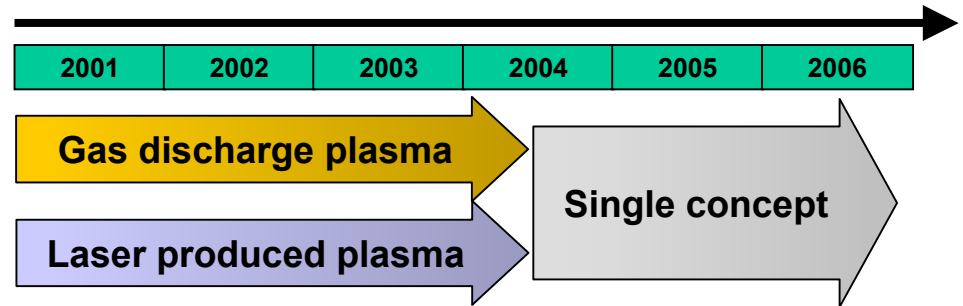 2001 2002 2003 2004 2005 2006
Gas discharge plasma
Single concept
Laser produced plasma